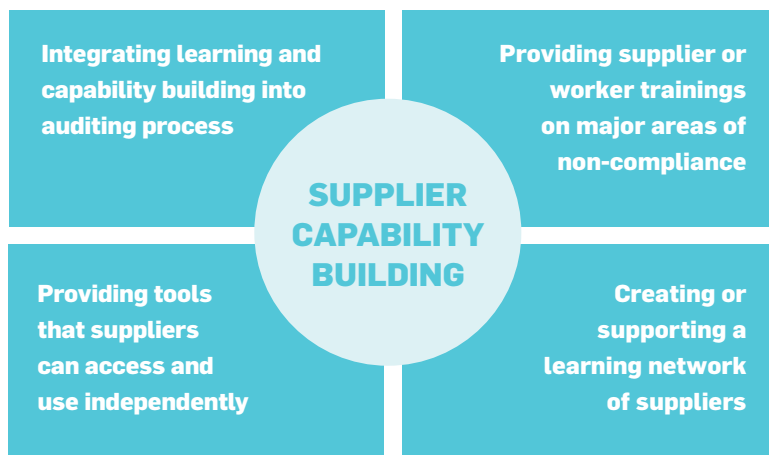 Integrating learning and
capability building into
auditing process
Providing supplier or
worker trainings
on major areas of
non-compliance
SUPPLIER
CAPABILITY
BUILDING
Providing tools
that suppliers
can access and
use independently
Creating or
supporting a
learning network
of suppliers